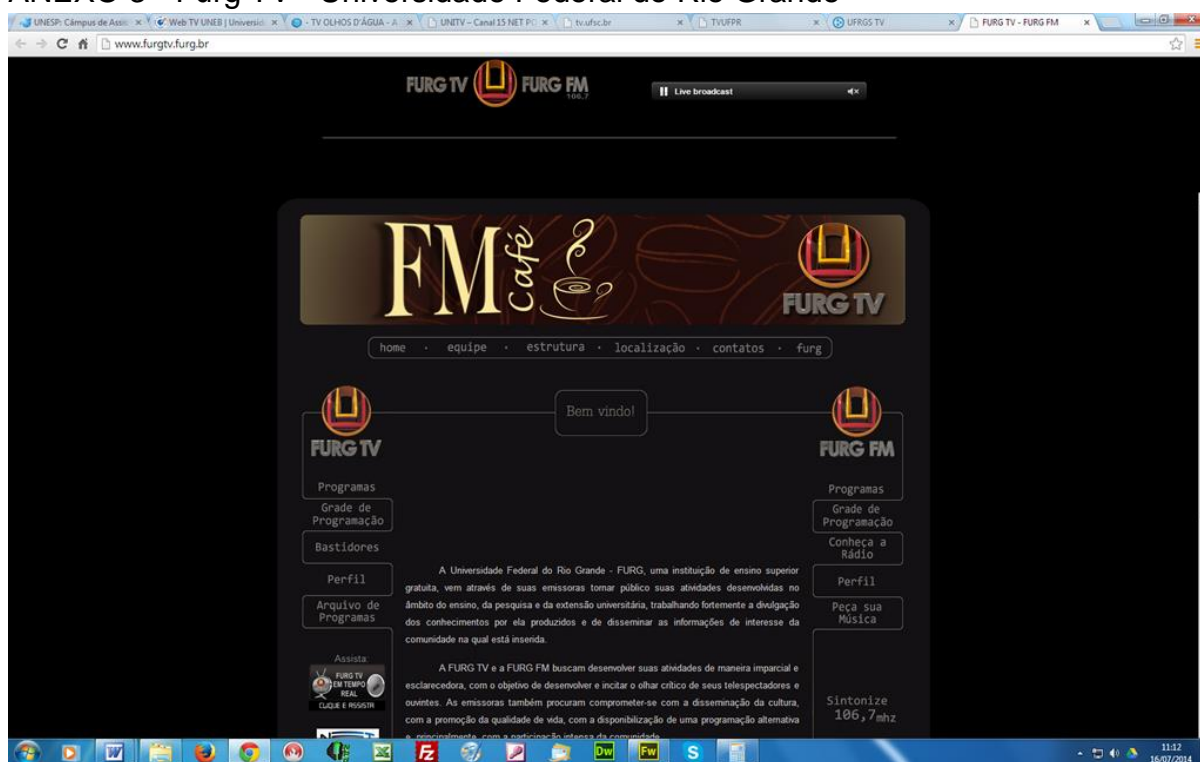 UNESP: Câmpus de Assis
Web TV UNEB | Universid
- TV OLHOS D'ÁGUA - A
UNITV – Canal 15 NET PO
tv.ufsc.br
TVUFPR
UFRGS TV
FURG TV - FURG FM
www.furgtv.furg.br
FURG TV FURG FM
106.7
Live broadcast
FM Café
FURG TV
home · equipe · estrutura · localização · contatos · furg
Bem vindo!
FURG TV
Programas
Grade de
Programação
Bastidores
Perfil
Arquivo de
Programas
Assista:
FURG TV
EM TEMPO
REAL
CLIQUE E ASSISTA
A Universidade Federal do Rio Grande - FURG, uma instituição de ensino superior
gratuita, vem através de suas emissoras tornar público suas atividades desenvolvidas no
âmbito do ensino, da pesquisa e da extensão universitária, trabalhando fortemente a divulgação
dos conhecimentos por ela produzidos e de disseminar as informações de interesse da
comunidade na qual está inserida.
A FURG TV e a FURG FM buscam desenvolver suas atividades de maneira imparcial e
esclarecedora, com o objetivo de desenvolver e incitar o olhar crítico de seus telespectadores e
ouvintes. As emissoras também procuram comprometer-se com a disseminação da cultura,
com a promoção da qualidade de vida, com a disponibilização de uma programação alternativa
e, principalmente, com a participação intensa da comunidade
FURG FM
Programas
Grade de
Programação
Conheça a
Rádio
Perfil
Peça sua
Música
Sintonize
106,7mhz
Dw
Fw
11:12
16/07/2014